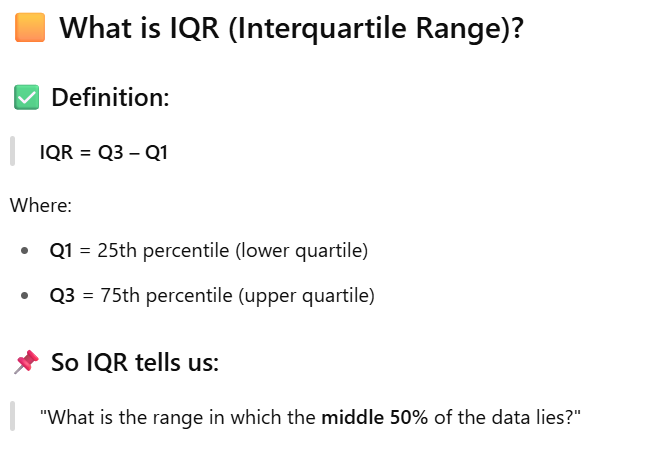 What is IQR (Interquartile Range)?
Definition:
IQR = Q3 – Q1
Where:
Q1 = 25th percentile (lower quartile)
Q3 = 75th percentile (upper quartile)
So IQR tells us:
"What is the range in which the middle 50% of the data lies?"